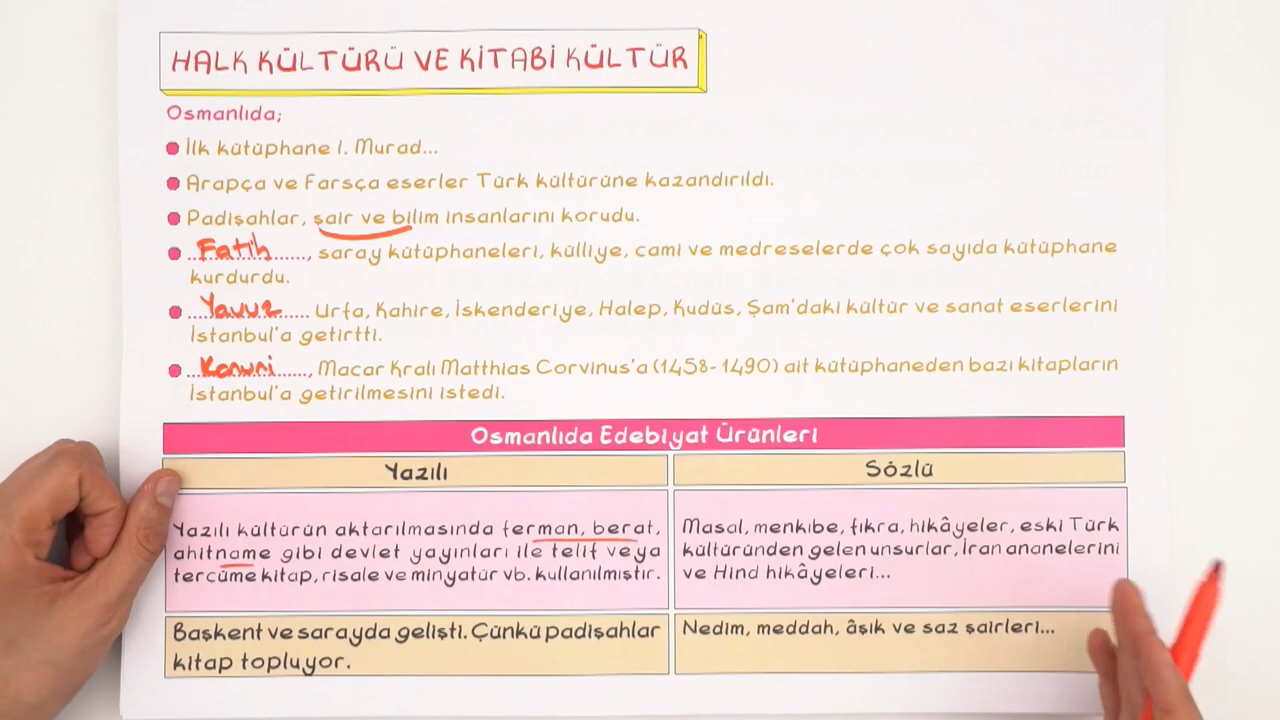 HALK KÜLTÜRÜ VE KİTABİ KÜLTÜR
Osmanlıda;
İlk kütüphane I. Murad...
Arapça ve Farsça eserler Türk kültürüne kazandırıldı.
Padişahlar, şair ve bilim insanlarını korudu.
Fatih, saray kütüphaneleri, külliye, cami ve medreselerde çok sayıda kütüphane
kurdurdu.
Yavuz Urfa, Kahire, İskenderiye, Halep, Kudüs, Şam'daki kültür ve sanat eserlerini
İstanbul'a getirtti.
Kanuni, Macar Kralı Matthias Corvinus'a (1458-1490) ait kütüphaneden bazı kitapların
İstanbul'a getirilmesini istedi.
Osmanlıda Edebiyat Ürünleri
Yazılı
Sözlü
Yazılı kültürün aktarılmasında ferman, berat,
ahitname gibi devlet yayınları ile telif veya
tercüme kitap, risale ve minyatür vb. kullanılmıştır.
Masal, menkıbe, fıkra, hikâyeler, eski Türk
kültüründen gelen unsurlar, İran ananelerini
ve Hind hikâyeleri...
Başkent ve sarayda gelişti. Çünkü padişahlar
kitap topluyor.
Nedim, meddah, âşık ve saz şairleri...